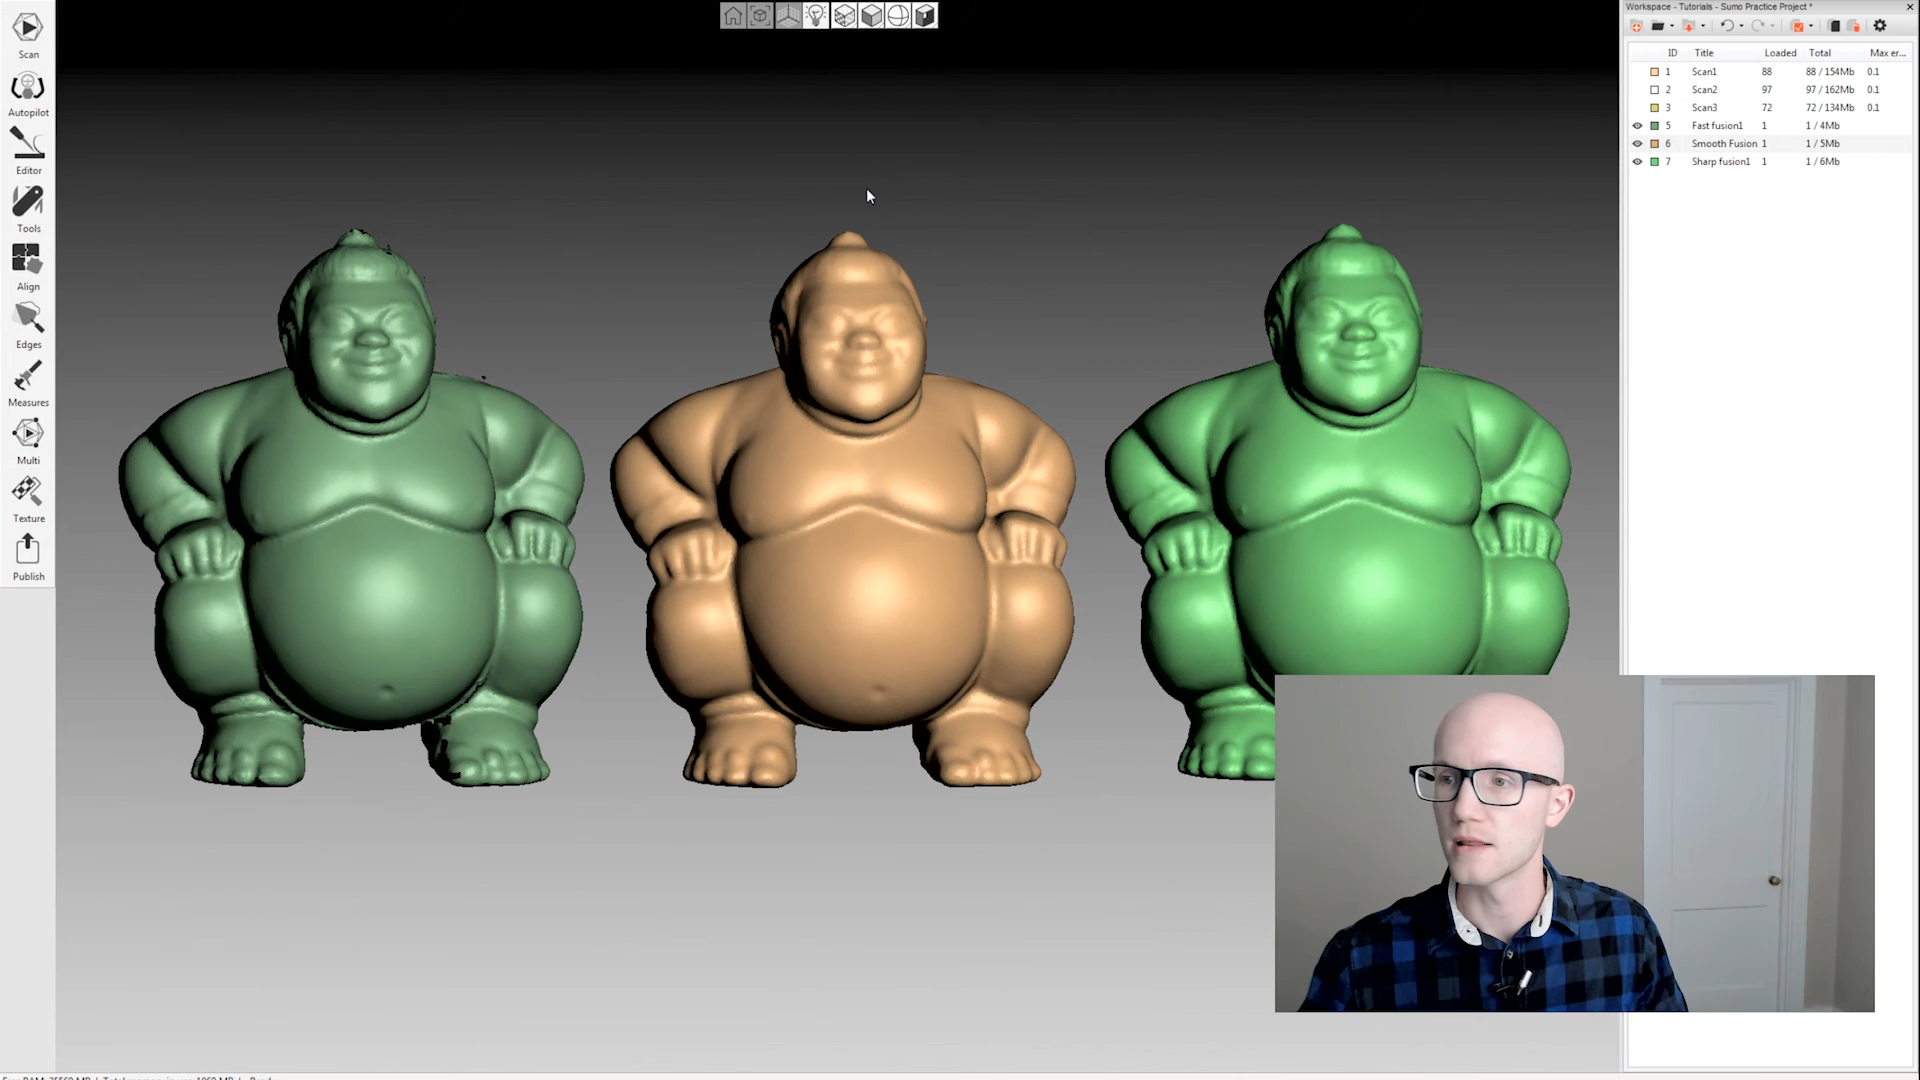 Workspace - Tutorials - Sumo Practice Project *
Scan
Autopilot
Editor
Tools
Align
Edges
Measures
Multi
Texture
Publish
ID Title Loaded Total Max er...
1 Scan1 88 88 / 154Mb 0.1
2 Scan2 97 97 / 162Mb 0.1
3 Scan3 72 72 / 134Mb 0.1
5 Fast fusion1 1 1 / 4Mb
6 Smooth Fusion 1 1 / 5Mb
7 Sharp fusion1 1 1 / 6Mb